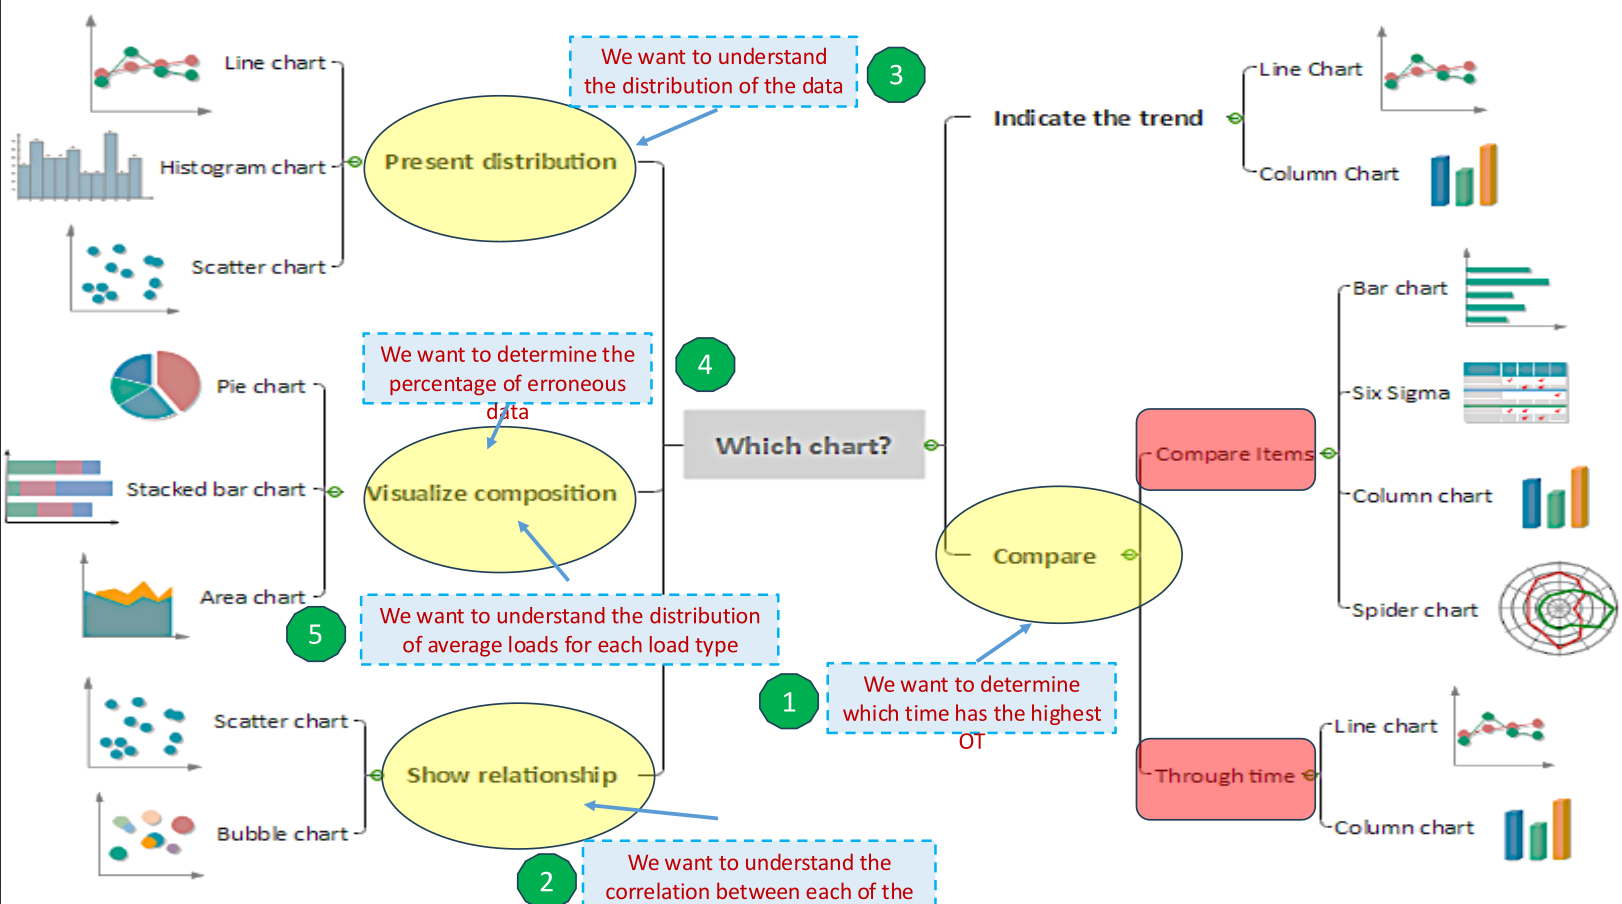 Line chart
Histogram chart
Scatter chart
We want to understand
the distribution of the data
3
Present distribution
Pie chart
Stacked bar chart
Area chart
We want to determine the
percentage of erroneous
data
4
Visualize composition
5
We want to understand the distribution
of average loads for each load type
Scatter chart
Bubble chart
Show relationship
2
We want to understand the
correlation between each of the
Which chart?
Indicate the trend
Line Chart
Column Chart
Compare
1
We want to determine
which time has the highest
OT
Compare Items
Bar chart
Six Sigma
Column chart
Spider chart
Through time
Line chart
Column chart